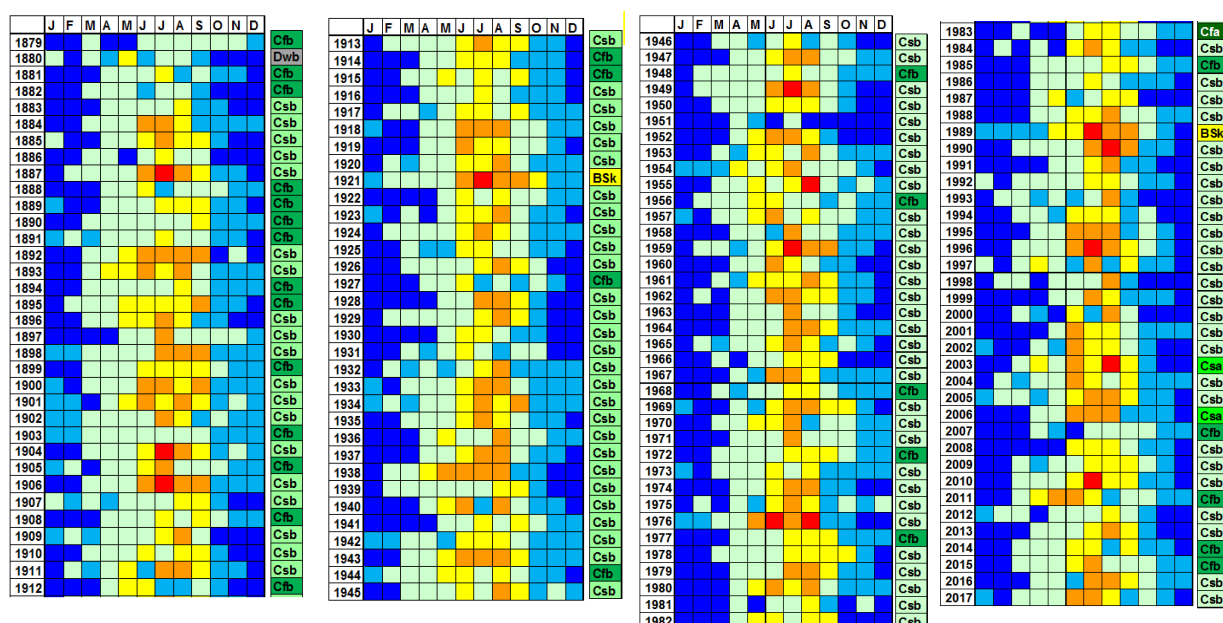 J F M A M J J A S O N D
1879 Cfb
1880 Dwb
1881 Cfb
1882 Cfb
1883 Csb
1884 Csb
1885 Csb
1886 Csb
1887 Csb
1888 Cfb
1889 Cfb
1890 Cfb
1891 Cfb
1892 Csb
1893 Csb
1894 Cfb
1895 Cfb
1896 Csb
1897 Csb
1898 Csb
1899 Cfb
1900 Csb
1901 Csb
1902 Csb
1903 Cfb
1904 Csb
1905 Cfb
1906 Csb
1907 Csb
1908 Cfb
1909 Csb
1910 Csb
1911 Csb
1912 Cfb
J F M A M J J A S O N D
1913 Csb
1914 Cfb
1915 Cfb
1916 Csb
1917 Csb
1918 Csb
1919 Csb
1920 Csb
1921 BSk
1922 Csb
1923 Csb
1924 Csb
1925 Csb
1926 Csb
1927 Cfb
1928 Csb
1929 Csb
1930 Csb
1931 Csb
1932 Csb
1933 Csb
1934 Csb
1935 Csb
1936 Csb
1937 Csb
1938 Csb
1939 Csb
1940 Csb
1941 Csb
1942 Csb
1943 Csb
1944 Cfb
1945 Csb
J F M A M J J A S O N D
1946 Csb
1947 Csb
1948 Cfb
1949 Csb
1950 Csb
1951 Csb
1952 Csb
1953 Csb
1954 Csb
1955 Csb
1956 Cfb
1957 Csb
1958 Csb
1959 Csb
1960 Csb
1961 Csb
1962 Csb
1963 Csb
1964 Csb
1965 Csb
1966 Csb
1967 Csb
1968 Cfb
1969 Csb
1970 Csb
1971 Csb
1972 Cfb
1973 Csb
1974 Csb
1975 Csb
1976 Csb
1977 Cfb
1978 Csb
1979 Csb
1980 Csb
1981 Csb
1982 Csb
J F M A M J J A S O N D
1983 Cfa
1984 Csb
1985 Cfb
1986 Csb
1987 Csb
1988 Csb
1989 BSk
1990 Csb
1991 Csb
1992 Csb
1993 Csb
1994 Csb
1995 Csb
1996 Csb
1997 Csb
1998 Csb
1999 Csb
2000 Csb
2001 Csb
2002 Csb
2003 Csa
2004 Csb
2005 Csb
2006 Csa
2007 Cfb
2008 Csb
2009 Csb
2010 Csb
2011 Cfb
2012 Csb
2013 Csb
2014 Cfb
2015 Cfb
2016 Csb
2017 Csb